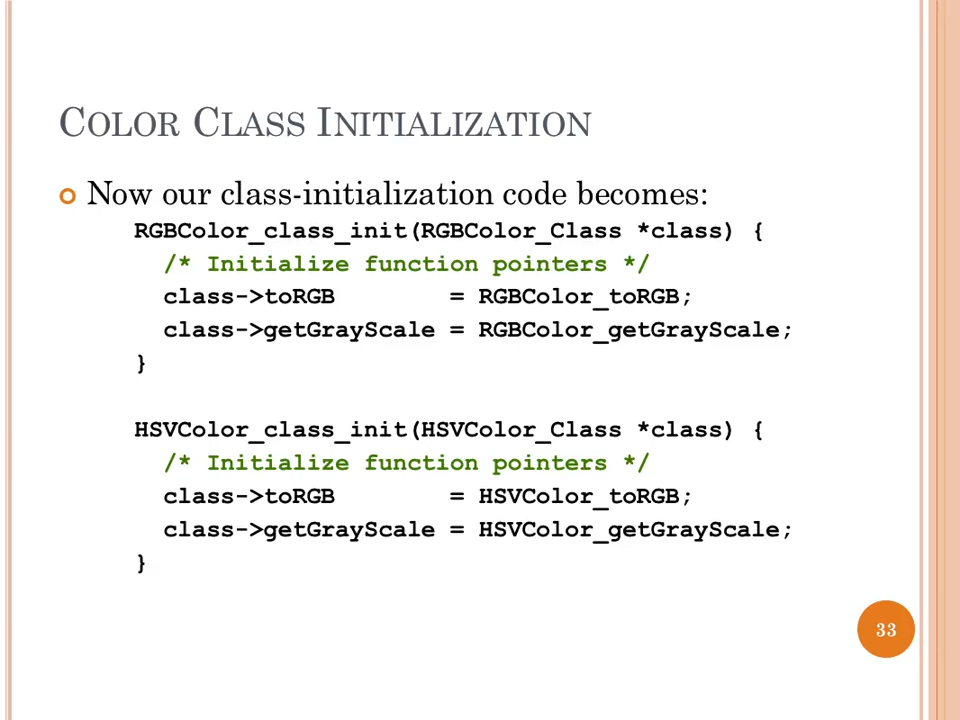 COLOR CLASS INITIALIZATION
Now our class-initialization code becomes:
RGBColor_class_init(RGBColor_Class *class) {
  /* Initialize function pointers */
  class->toRGB        = RGBColor_toRGB;
  class->getGrayScale = RGBColor_getGrayScale;
}
HSVColor_class_init(HSVColor_Class *class) {
  /* Initialize function pointers */
  class->toRGB        = HSVColor_toRGB;
  class->getGrayScale = HSVColor_getGrayScale;
}
33